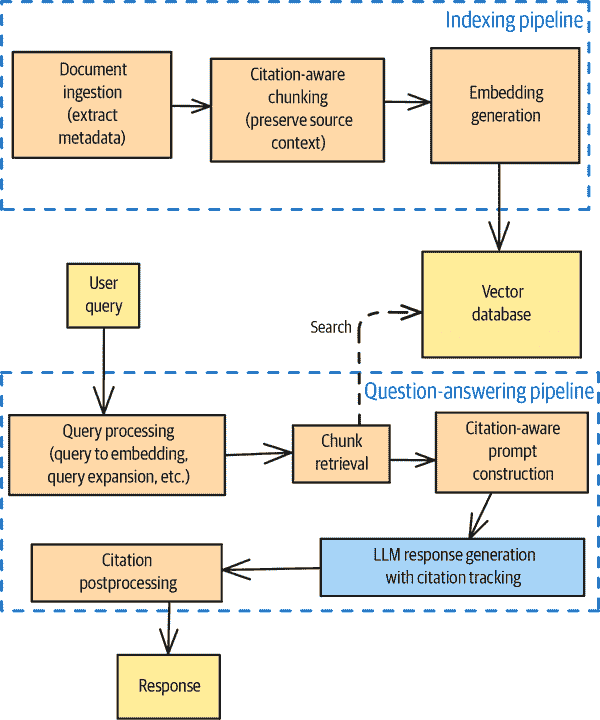 Indexing pipeline
Document
ingestion
(extract
metadata)
Citation-aware
chunking
(preserve source
context)
Embedding
generation
User
query
Search
Vector
database
Question-answering pipeline
Query processing
(query to embedding,
query expansion, etc.)
Chunk
retrieval
Citation-aware
prompt
construction
Citation
postprocessing
LLM response generation
with citation tracking
Response